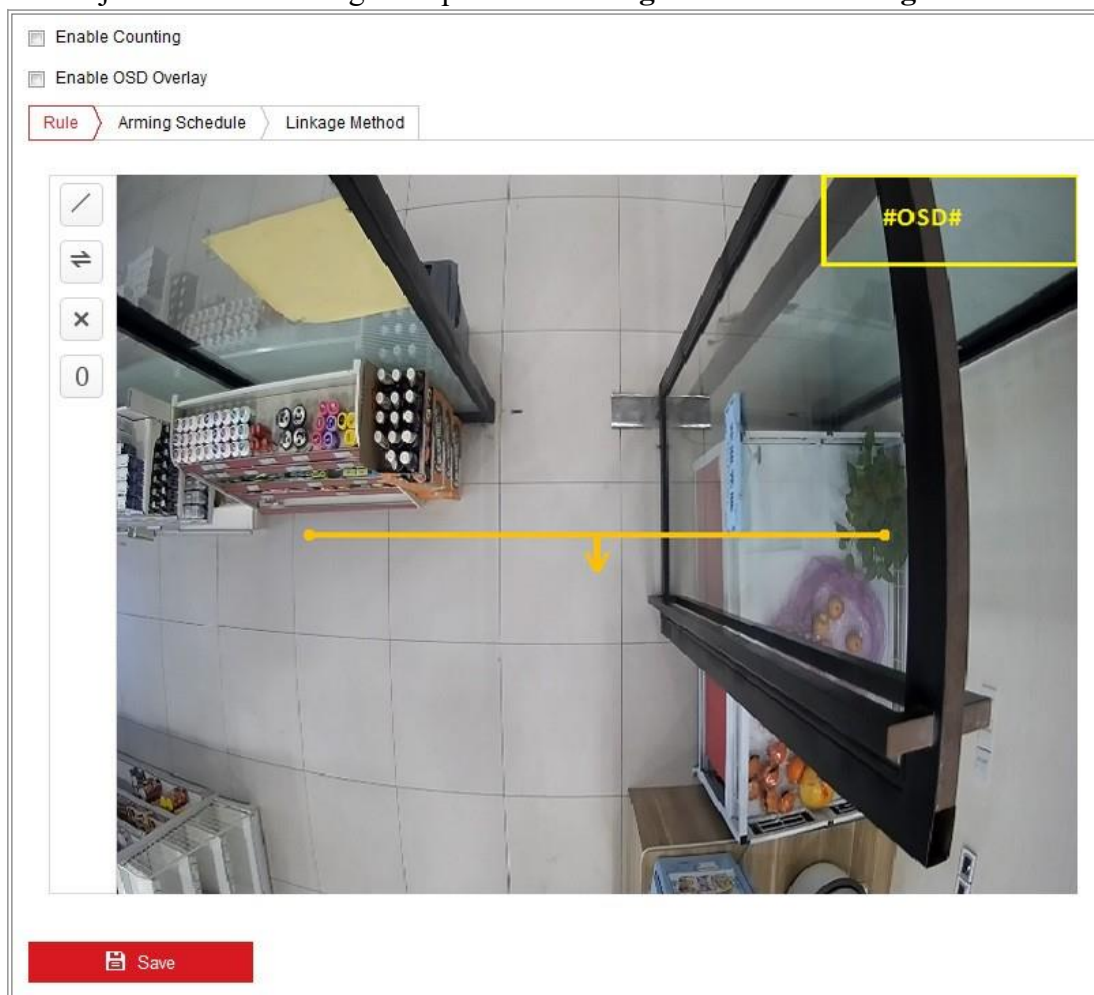 Enable Counting
Enable OSD Overlay
Rule Arming Schedule Linkage Method
#OSD#
0
Save